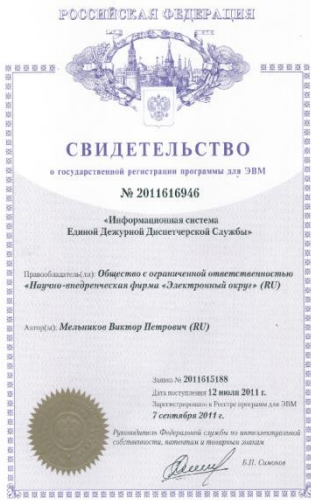 РОССИЙСКАЯ ФЕДЕРАЦИЯ
СВИДЕТЕЛЬСТВО
о государственной регистрации программы для ЭВМ
№ 2011616946
«Информационная система
Единой Дежурной Диспетчерской Службы»
Правообладатель(ли): Общество с ограниченной ответственностью
«Научно-внедренческая фирма «Электронный округ» (RU)
Автор(ы): Мельников Виктор Петрович (RU)
Заявка № 2011615188
Дата поступления 12 июля 2011 г.
Зарегистрировано в Реестре программ для ЭВМ
7 сентября 2011 г.
Руководитель Федеральной службы по интеллектуальной
собственности, патентам и товарным знакам
Б.П. Симонов